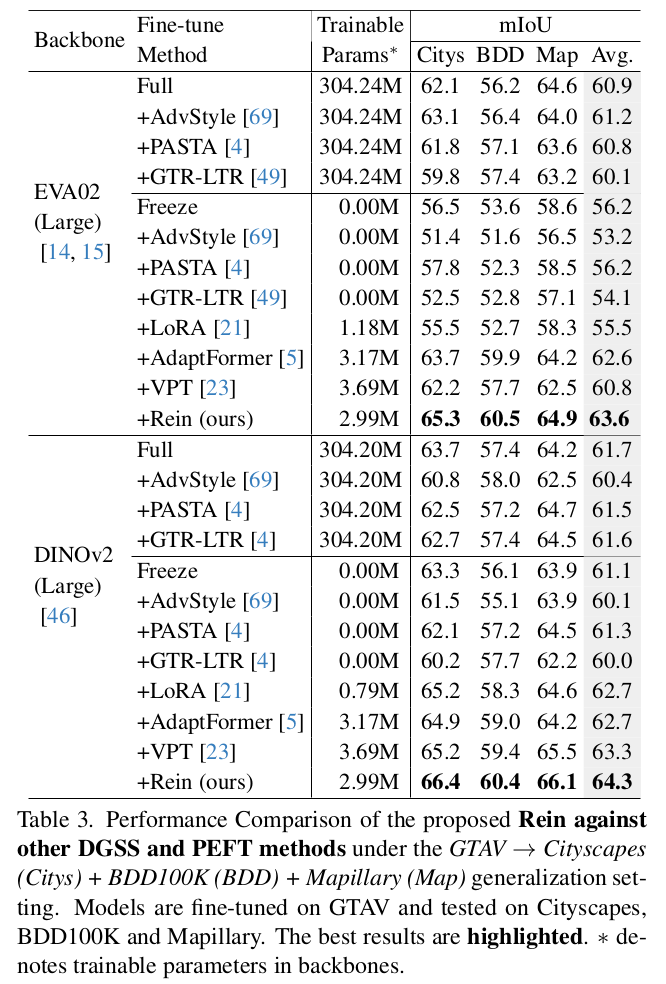 Backbone Fine-tune Method Trainable Params* mIoU
Citys BDD Map Avg.
EVA02 (Large) [14, 15]
Full 304.24M 62.1 56.2 64.6 60.9
+AdvStyle [69] 304.24M 63.1 56.4 64.0 61.2
+PASTA [4] 304.24M 61.8 57.1 63.6 60.8
+GTR-LTR [49] 304.24M 59.8 57.4 63.2 60.1
Freeze 0.00M 56.5 53.6 58.6 56.2
+AdvStyle [69] 0.00M 51.4 51.6 56.5 53.2
+PASTA [4] 0.00M 57.8 52.3 58.5 56.2
+GTR-LTR [49] 0.00M 52.5 52.8 57.1 54.1
+LoRA [21] 1.18M 55.5 52.7 58.3 55.5
+AdaptFormer [5] 3.17M 63.7 59.9 64.2 62.6
+VPT [23] 3.69M 62.2 57.7 62.5 60.8
+Rein (ours) 2.99M 65.3 60.5 64.9 63.6
DINOv2 (Large) [46]
Full 304.20M 63.7 57.4 64.2 61.7
+AdvStyle [69] 304.20M 60.8 58.0 62.5 60.4
+PASTA [4] 304.20M 62.5 57.2 64.7 61.5
+GTR-LTR [4] 304.20M 62.7 57.4 64.5 61.6
Freeze 0.00M 63.3 56.1 63.9 61.1
+AdvStyle [69] 0.00M 61.5 55.1 63.9 60.1
+PASTA [4] 0.00M 62.1 57.2 64.5 61.3
+GTR-LTR [4] 0.00M 60.2 57.7 62.2 60.0
+LoRA [21] 0.79M 65.2 58.3 64.6 62.7
+AdaptFormer [5] 3.17M 64.9 59.0 64.2 62.7
+VPT [23] 3.69M 65.2 59.4 65.5 63.3
+Rein (ours) 2.99M 66.4 60.4 66.1 64.3
Table 3. Performance Comparison of the proposed Rein against
other DGSS and PEFT methods under the GTAV → Cityscapes
(Citys) + BDD100K (BDD) + Mapillary (Map) generalization set-
ting. Models are fine-tuned on GTAV and tested on Cityscapes,
BDD100K and Mapillary. The best results are highlighted. ∗ de-
notes trainable parameters in backbones.